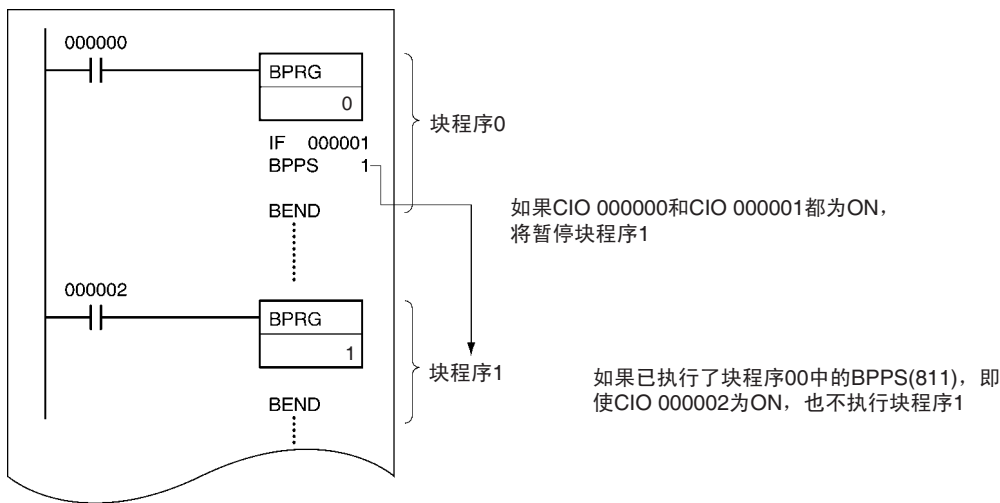 000000
BPRG
0
块程序0
IF 000001
BPPS 1
BEND
如果CIO 000000和CIO 000001都为ON，
将暂停块程序1
000002
BPRG
1
块程序1
BEND
如果已执行了块程序00中的BPPS(811)，即
使CIO 000002为ON，也不执行块程序1